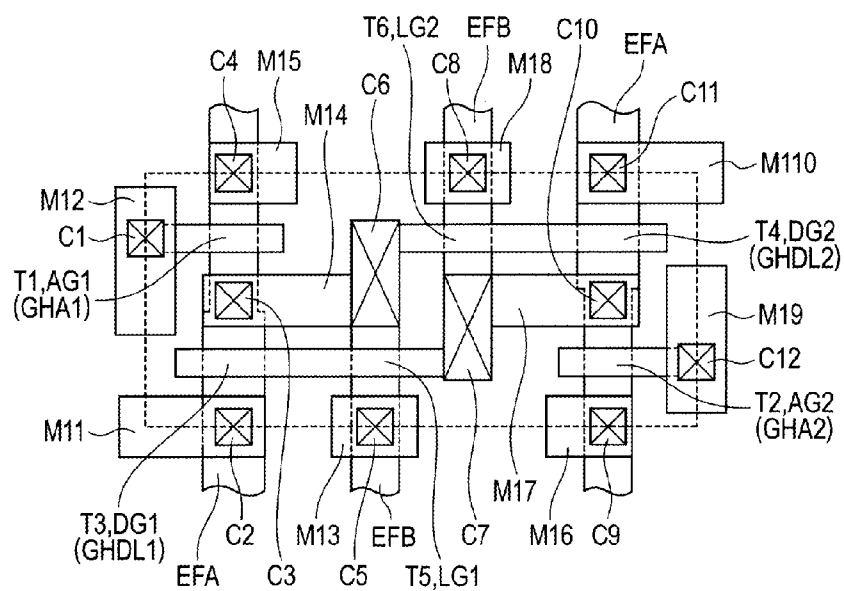 T6,LG2
EFB
C10
EFA
C4
M15
C6
C8
M18
C11
M14
M110
M12
C1
T4,DG2
(GHDL2)
T1,AG1
(GHA1)
C10
M19
C12
T2,AG2
(GHA2)
M11
M17
T3,DG1
(GHDL1)
C2
M13
EFB
C7
M16
C9
EFA
C3
C5
T5,LG1